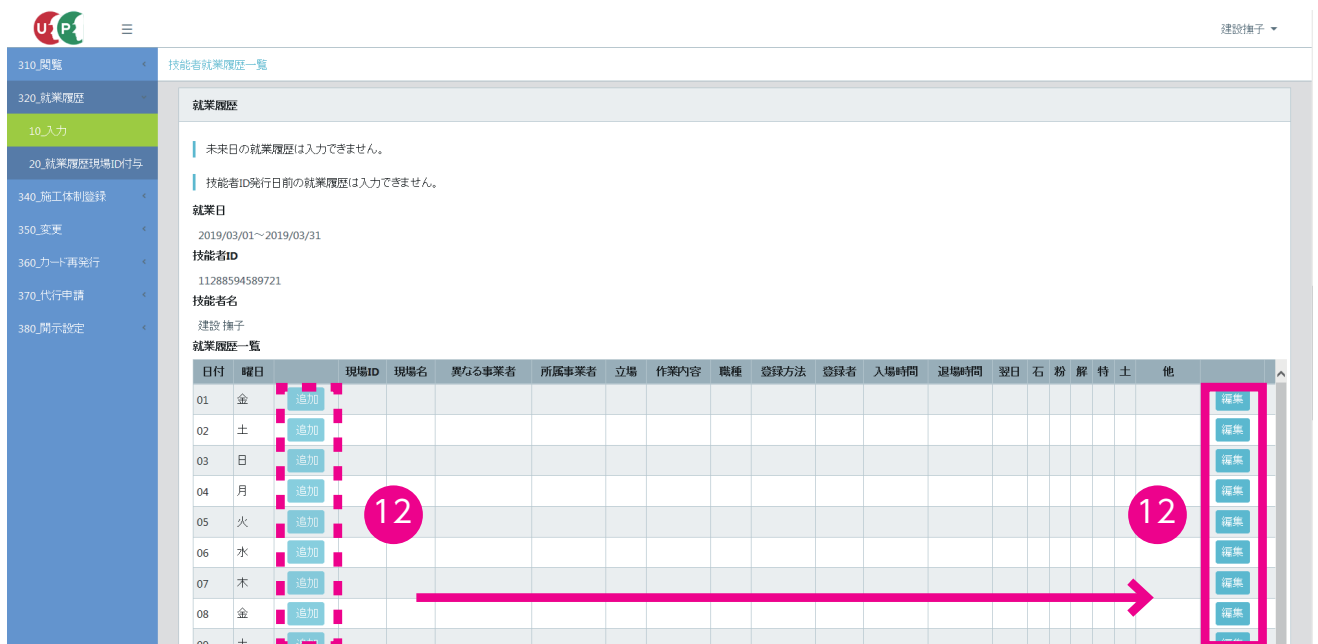 UP
建設撫子
310_閲覧
技能者就業履歴一覧
320_就業履歴
10_入力
20_就業履歴現場ID付与
340_施工体制登録
350_変更
360_カード再発行
370_代行申請
380_開示設定
就業履歴
未来日の就業履歴は入力できません。
技能者ID発行日前の就業履歴は入力できません。
就業日
2019/03/01～2019/03/31
技能者ID
11288594589721
技能者名
建設 撫子
就業履歴一覧
日付 曜日 現場ID 現場名 異なる事業者 所属事業者 立場 作業内容 職種 登録方法 登録者 入場時間 退場時間 翌日 石 粉 解 特 土 他
01 金 追加 編集
02 土 追加 編集
03 日 追加 編集
04 月 追加 編集
12 12
05 火 追加 編集
06 水 追加 編集
07 木 追加 編集
08 金 追加 編集
09 土 追加 編集